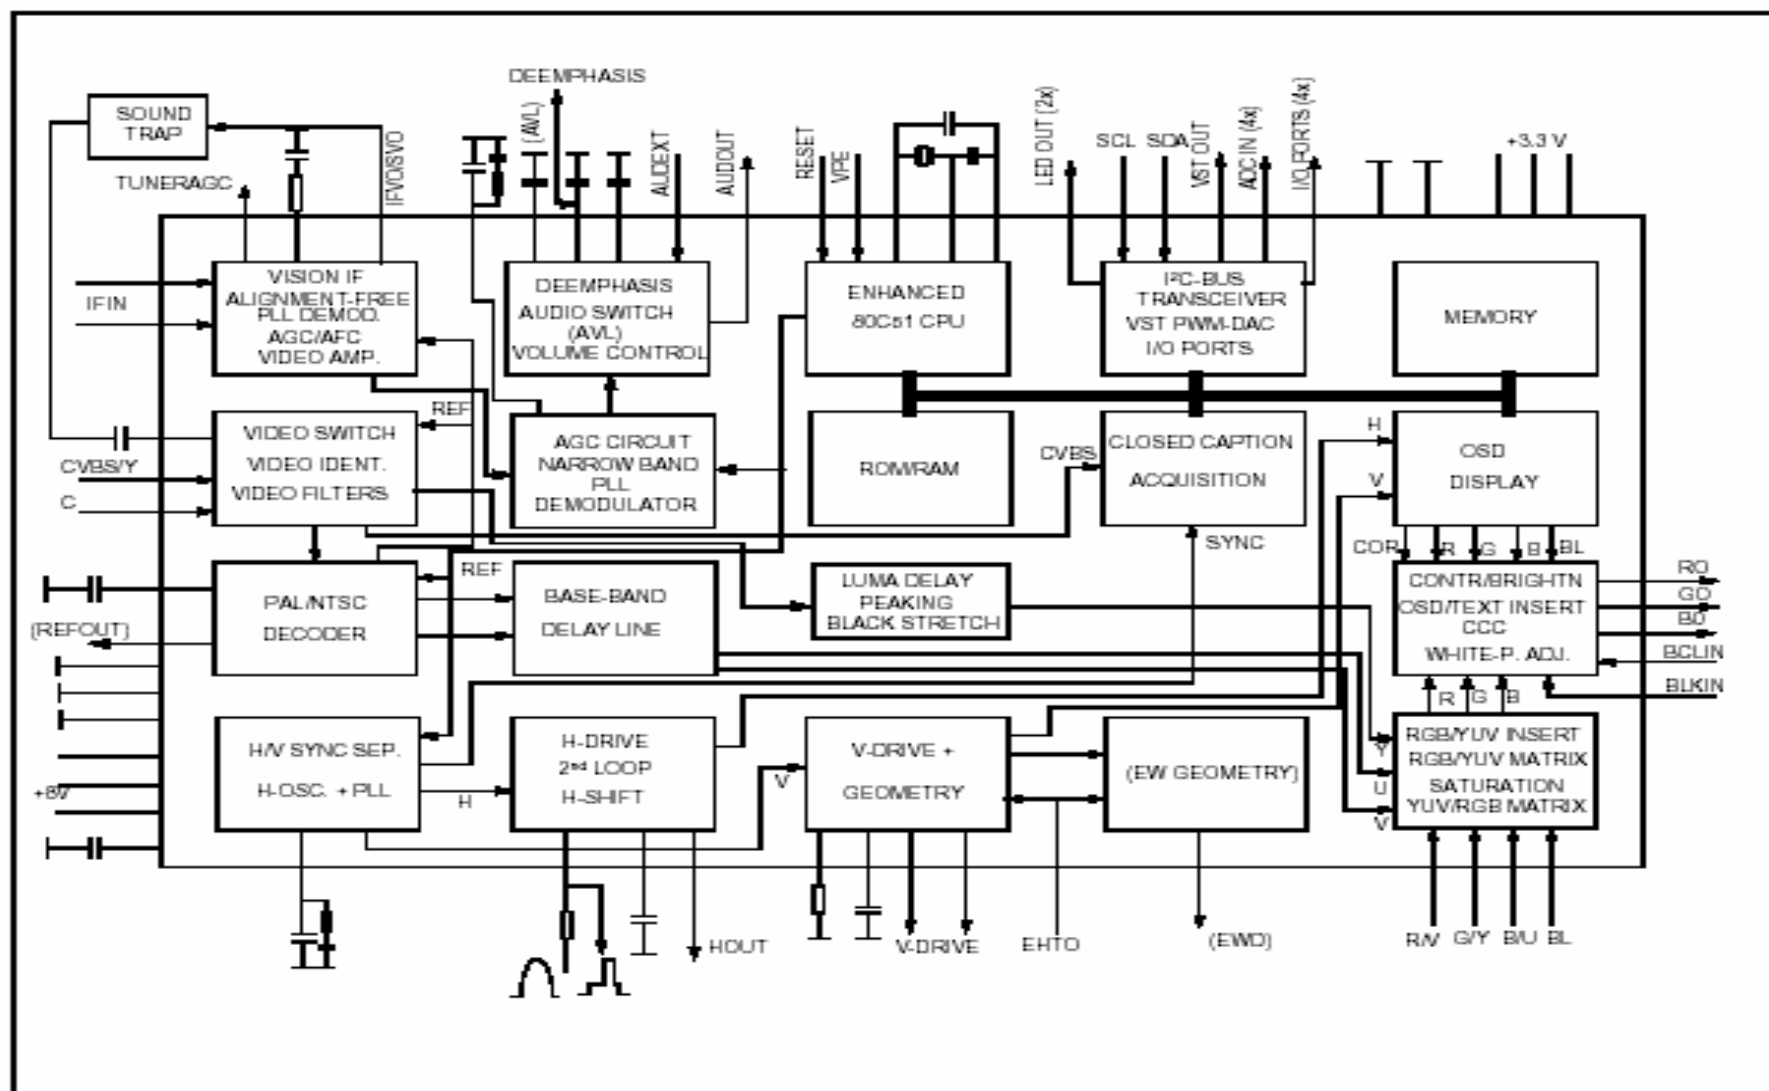 DEEMPHASIS
SOUND
TRAP
TUNERAGC
IFVO/SVO
(AVL)
AUDEXT
AUDOUT
RESET
VPE
LED OUT (2x)
SCL
SDA
VST OUT
ADC IN (4x)
I/O PORTS (4x)
+3.3 V
IFIN
VISION IF
ALIGNMENT-FREE
PLL DEMOD.
AGC/AFC
VIDEO AMP.
DEEMPHASIS
AUDIO SWITCH
(AVL)
VOLUME CONTROL
ENHANCED
80C51 CPU
I²C-BUS
TRANSCEIVER
VST PWM-DAC
I/O PORTS
MEMORY
REF
CVBS/Y
C
VIDEO SWITCH
VIDEO IDENT.
VIDEO FILTERS
AGC CIRCUIT
NARROW BAND
PLL
DEMODULATOR
ROM/RAM
CVBS
CLOSED CAPTION
ACQUISITION
SYNC
H
V
OSD
DISPLAY
COR
R
G
B
BL
(REFOUT)
PAL/NTSC
DECODER
REF
BASE-BAND
DELAY LINE
LUMA DELAY
PEAKING
BLACK STRETCH
CONTR/BRIGHTN
OSD/TEXT INSERT
CCC
WHITE-P. ADJ.
RO
GO
BO
BCLIN
BLKIN
R
G
B
+8V
H/V SYNC SEP.
H-OSC. + PLL
H
H-DRIVE
2nd LOOP
H-SHIFT
V
V-DRIVE +
GEOMETRY
(EW GEOMETRY)
Y
U
V
RGB/YUV INSERT
RGB/YUV MATRIX
SATURATION
YUV/RGB MATRIX
HOUT
V-DRIVE
EHTO
(EWD)
R/V
G/Y
B/U
BL